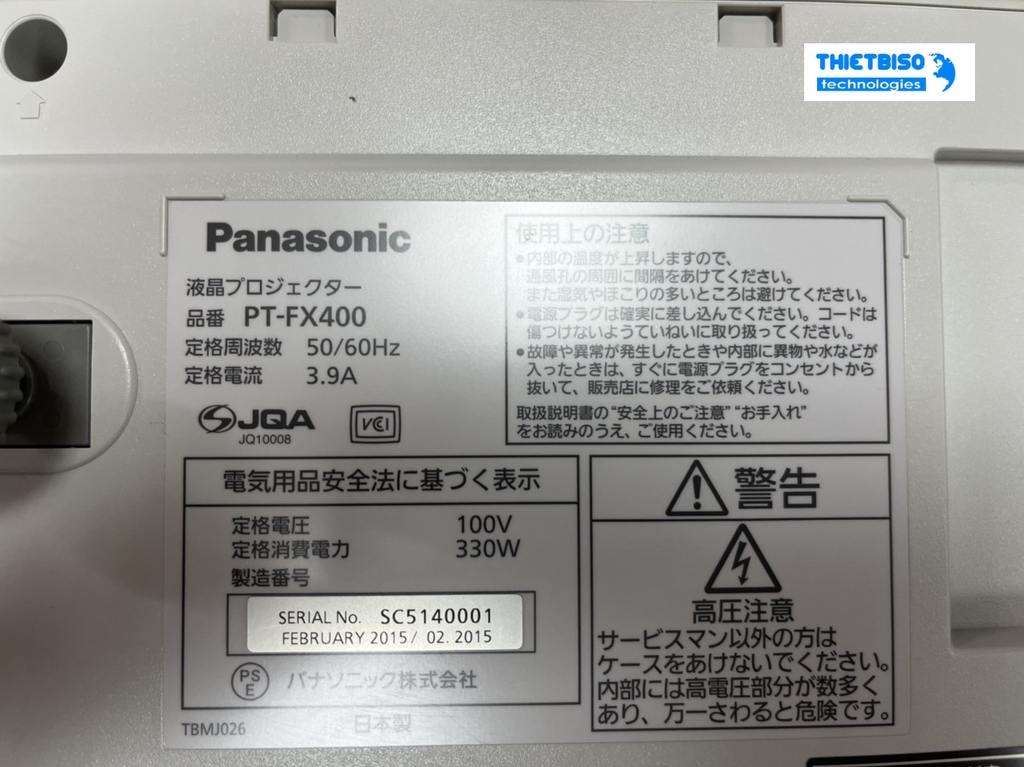 THIETBISO
technologies
Panasonic
液晶プロジェクター
品番 PT-FX400
定格周波数 50/60Hz
定格電流 3.9A
JQA
JQ10008
VCI
使用上の注意
●内部の温度が上昇しますので、
通風孔の周囲に間隔をあけてください。
また湿気やほこりの多いところは避けてください。
●電源プラグは確実に差し込んでください。コードは
傷つけないようていねいに取り扱ってください。
●故障や異常が発生したときや内部に異物や水などが
入ったときは、すぐに電源プラグをコンセントから
抜いて、販売店に修理をご依頼ください。
取扱説明書の"安全上のご注意" "お手入れ"
をお読みのうえ、ご使用ください。
電気用品安全法に基づく表示
定格電圧 100V
定格消費電力 330W
製造番号
SERIAL No. SC5140001
FEBRUARY 2015/ 02. 2015
PS
E
パナソニック株式会社
TBMJ026
日本製
警告
高圧注意
サービスマン以外の方は
ケースをあけないでください。
内部には高電圧部分が数多く
あり、万一さわると危険です。